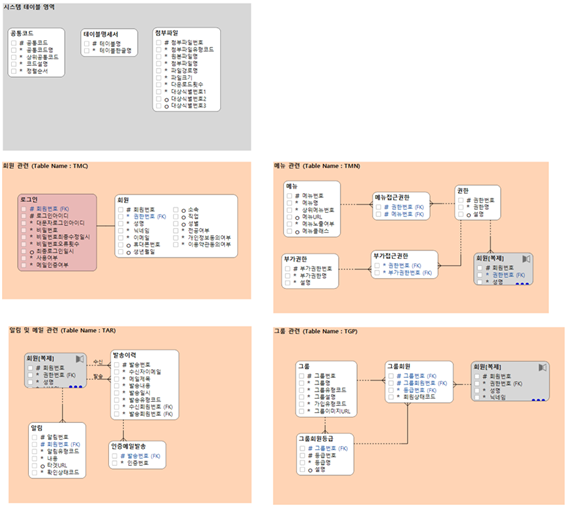 시스템 테이블 영역
공통코드
# 공통코드
* 공통코드명
* 상위공통코드
* 코드설명
* 정렬순서
테이블명세서
# 테이블명
* 테이블한글명
첨부파일
# 첨부파일번호
* 첨부파일유형코드
* 원본파일명
* 첨부파일명
* 파일경로명
* 파일크기
* 다운로드횟수
* 대상식별번호1
o 대상식별번호2
o 대상식별번호3
회원 관련 (Table Name : TMC)
로그인
# 회원번호 (FK)
# 로그인아이디
* 대문자로그인아이디
* 비밀번호
* 비밀번호최종수정일시
* 비밀번호오류횟수
o 최종로그인일시
* 사용여부
* 메일인증여부
회원
# 회원번호
* 권한번호 (FK)
* 성명
* 닉네임
* 이메일
o 휴대폰번호
o 생년월일
o 소속
o 직업
o 성별
* 전공여부
* 개인정보동의여부
* 이용약관동의여부
메뉴 관련 (Table Name : TMN)
메뉴
# 메뉴번호
* 메뉴명
* 상위메뉴번호
o 메뉴URL
* 메뉴노출여부
o 메뉴클래스
메뉴접근권한
# 권한번호 (FK)
# 메뉴번호 (FK)
권한
# 권한번호
* 권한명
o 설명
부가권한
# 부가권한번호
* 부가권한명
* 설명
부가접근권한
* 권한번호 (FK)
* 부가권한번호 (FK)
회원[복제]
# 회원번호
* 권한번호 (FK)
* 성명
알림 및 메일 관련 (Table Name : TAR)
회원[복제]
# 회원번호
* 권한번호 (FK)
* 성명
수신
발송
발송이력
# 발송번호
* 수신자이메일
* 메일제목
* 발송내용
* 발송일시
* 발송유형코드
* 수신회원번호 (FK)
* 발송회원번호 (FK)
알림
# 알림번호
# 회원번호 (FK)
* 알림유형코드
* 내용
o 타겟URL
* 확인상태코드
인증메일발송
# 발송번호 (FK)
* 인증번호
그룹 관련 (Table Name : TGP)
그룹
# 그룹번호
* 그룹명
* 그룹유형코드
* 그룹설명
* 가입유형코드
* 그룹이미지URL
그룹회원
# 그룹번호 (FK)
# 그룹회원번호 (FK)
* 등급번호 (FK)
* 회원상태코드
회원[복제]
# 회원번호
* 권한번호 (FK)
* 성명
* 닉네임
그룹회원등급
# 그룹번호 (FK)
# 등급번호
* 등급명
o 설명